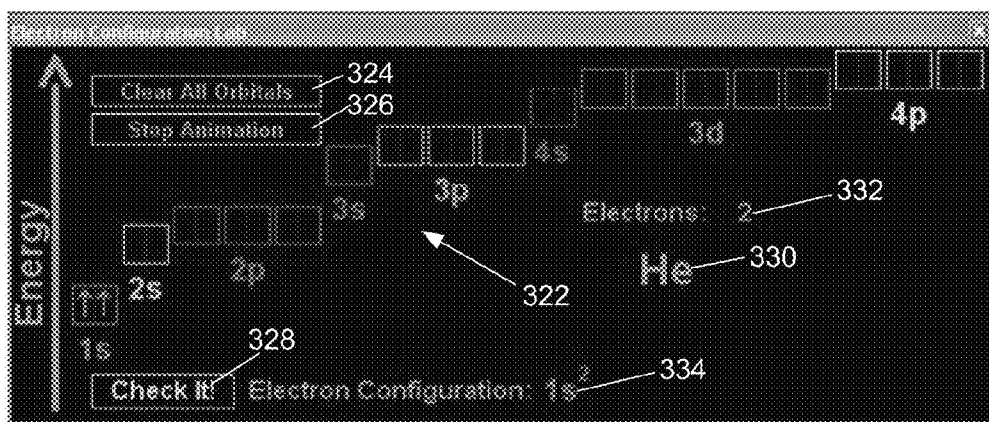 Electron Configuration Lab
Clear All Orbitals
324
Stop Animation
326
4s
3d
4p
3s
3p
Electrons: 2
332
2s
2p
322
He
330
Energy
↑↑
1s
328
Check It!
Electron Configuration: 1s²
334